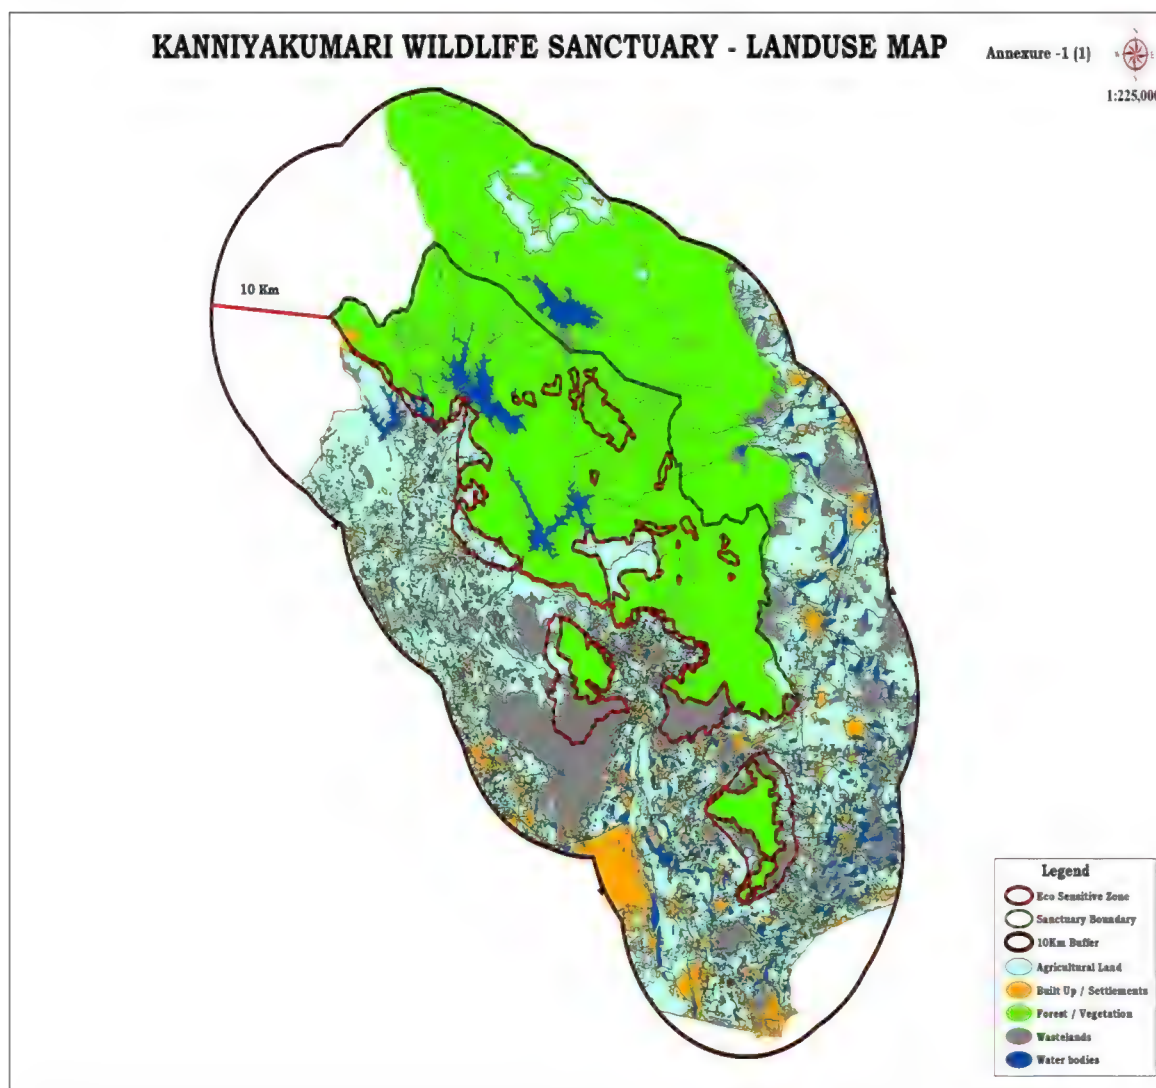 KANNIYAKUMARI WILDLIFE SANCTUARY - LANDUSE MAP
Annexure -1 (1)
1:225,000
10 Km
Legend
Eco Sensitive Zone
Sanctuary Boundary
10Km Buffer
Agricultural Land
Built Up / Settlements
Forest / Vegetation
Wastelands
Water bodies